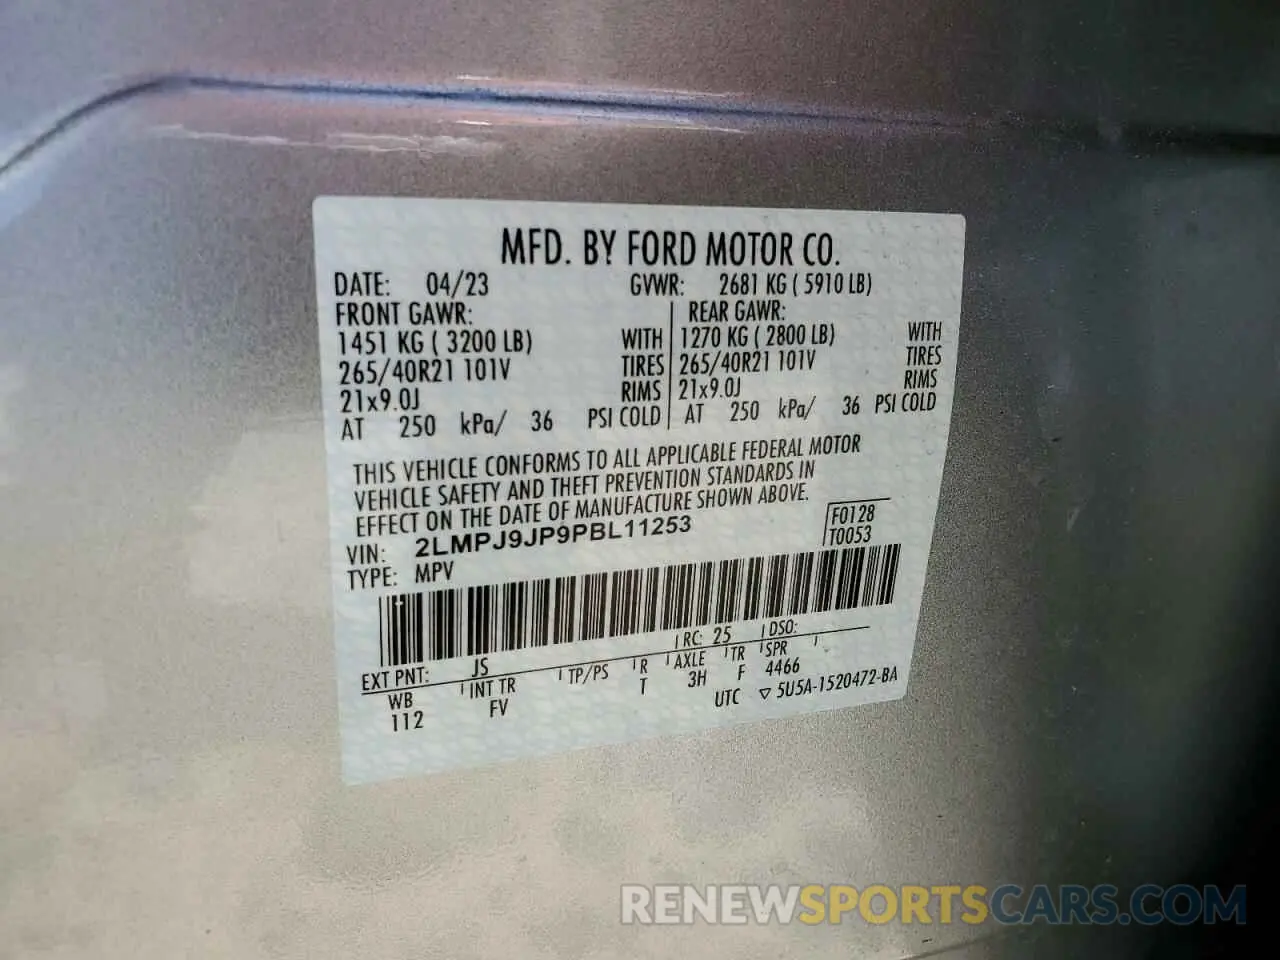 MFD. BY FORD MOTOR CO.
DATE: 04/23 GVWR: 2681 KG ( 5910 LB)
FRONT GAWR: REAR GAWR:
1451 KG ( 3200 LB) WITH 1270 KG ( 2800 LB) WITH
265/40R21 101V TIRES 265/40R21 101V TIRES
21x9.0J RIMS 21x9.0J RIMS
AT 250 kPa/ 36 PSI COLD AT 250 kPa/ 36 PSI COLD
THIS VEHICLE CONFORMS TO ALL APPLICABLE FEDERAL MOTOR
VEHICLE SAFETY AND THEFT PREVENTION STANDARDS IN
EFFECT ON THE DATE OF MANUFACTURE SHOWN ABOVE.
VIN: 2LMPJ9JP9PBL11253 F0128
TYPE: MPV T0053
EXT PNT: JS RC: 25 DSO:
WB INT TR TP/PS R AXLE TR SPR
112 FV T 3H F 4466
UTC ▽ 5U5A-1520472-BA
RENEWSPORTSCARS.COM